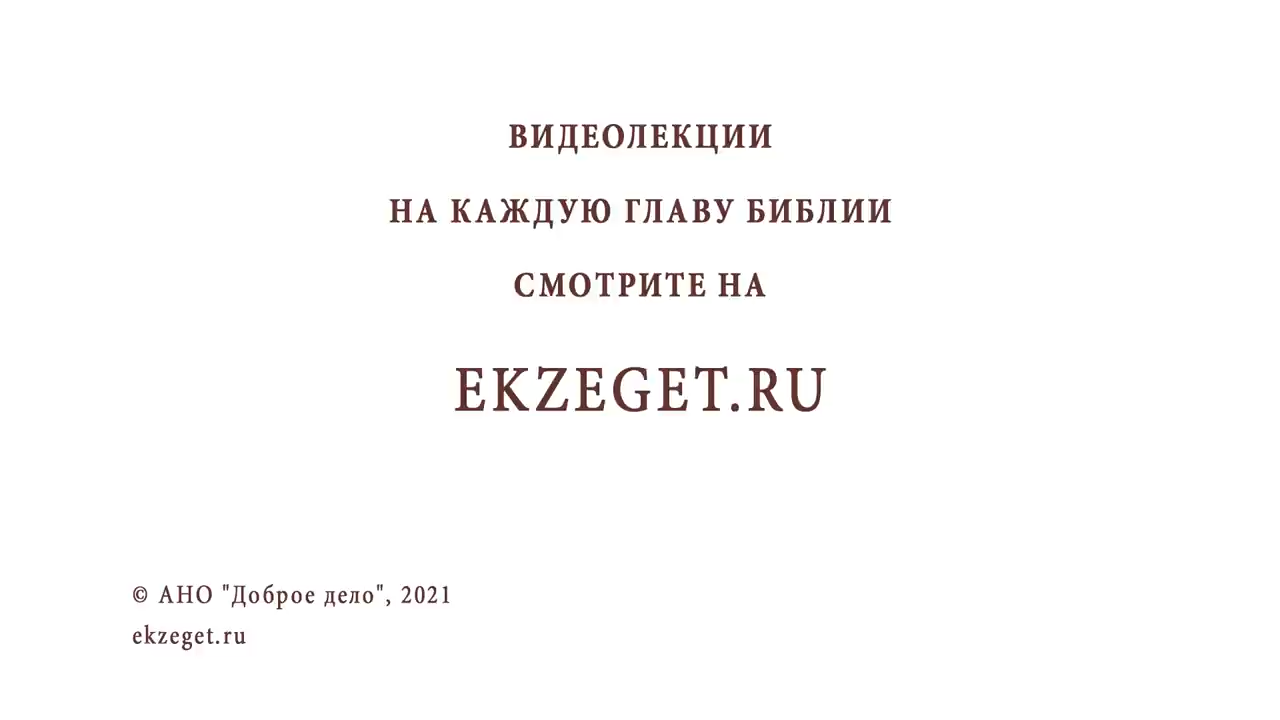 ВИДЕОЛЕКЦИИ
НА КАЖДУЮ ГЛАВУ БИБЛИИ
СМОТРИТЕ НА
EKZEGET.RU
© АНО "Доброе дело", 2021
ekzeget.ru